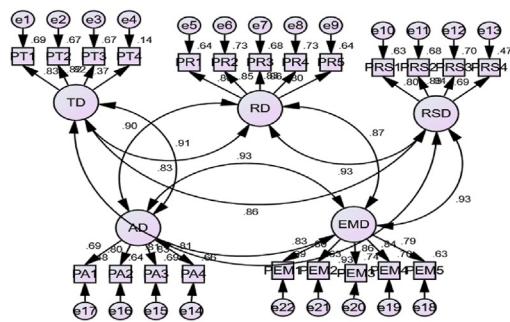 e1 e2 e3 e4 e5 e6 e7 e8 e9 e10 e11 e12 e13
.69 .67 .67 .14 .64 .73 .68 .73 .64 .63 .68 .70 .47
PT1 PT2 PT3 PT4 PR1 PR2 PR3 PR4 PR5 PRS1 PRS2 PRS3 PRS4
.83 .82 .37 .85 .80 .80 .69
TD RD RSD
.90 .87
.91
.83 .93 .93
.93
.86
AD EMD
.69 .80 .81 .81 .83 .84 .79
.64 .69 .66 .86 .70 .63
.93 .74
PA1 PA2 PA3 PA4 PEM1 PEM2 PEM3 PEM4 PEM5
e17 e16 e15 e14 e22 e21 e20 e19 e18